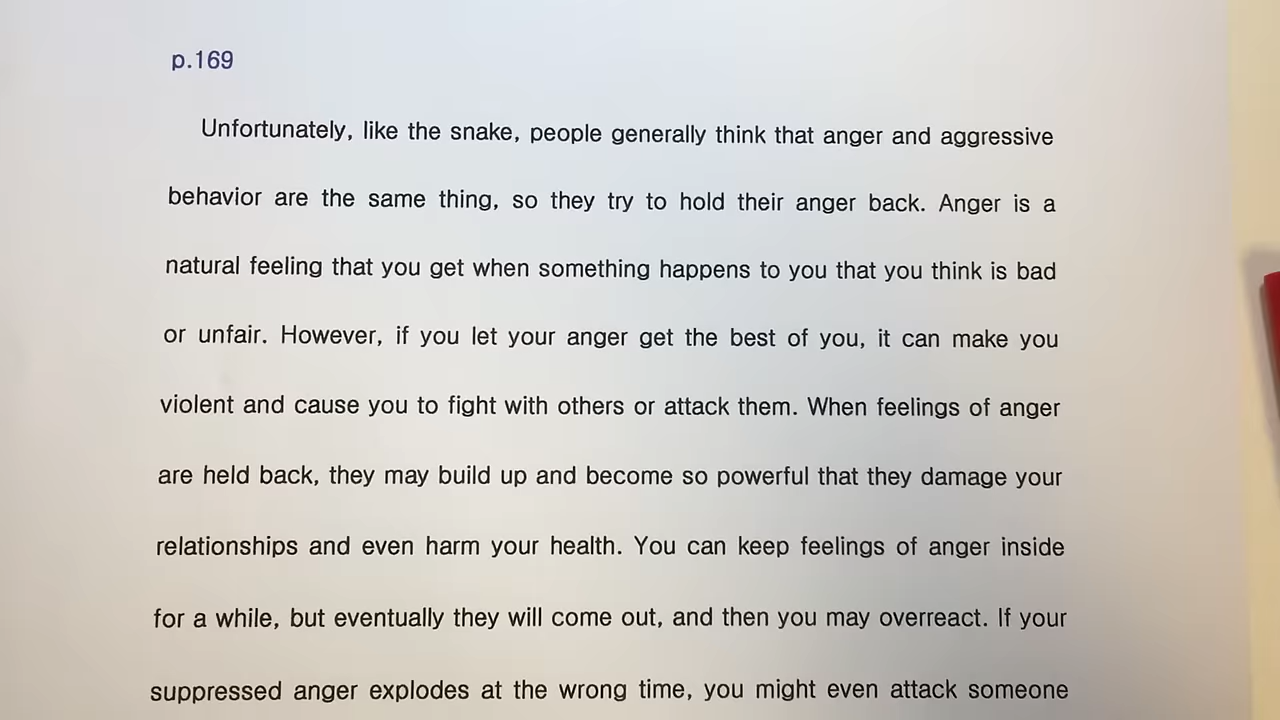 p.169
Unfortunately, like the snake, people generally think that anger and aggressive
behavior are the same thing, so they try to hold their anger back. Anger is a
natural feeling that you get when something happens to you that you think is bad
or unfair. However, if you let your anger get the best of you, it can make you
violent and cause you to fight with others or attack them. When feelings of anger
are held back, they may build up and become so powerful that they damage your
relationships and even harm your health. You can keep feelings of anger inside
for a while, but eventually they will come out, and then you may overreact. If your
suppressed anger explodes at the wrong time, you might even attack someone